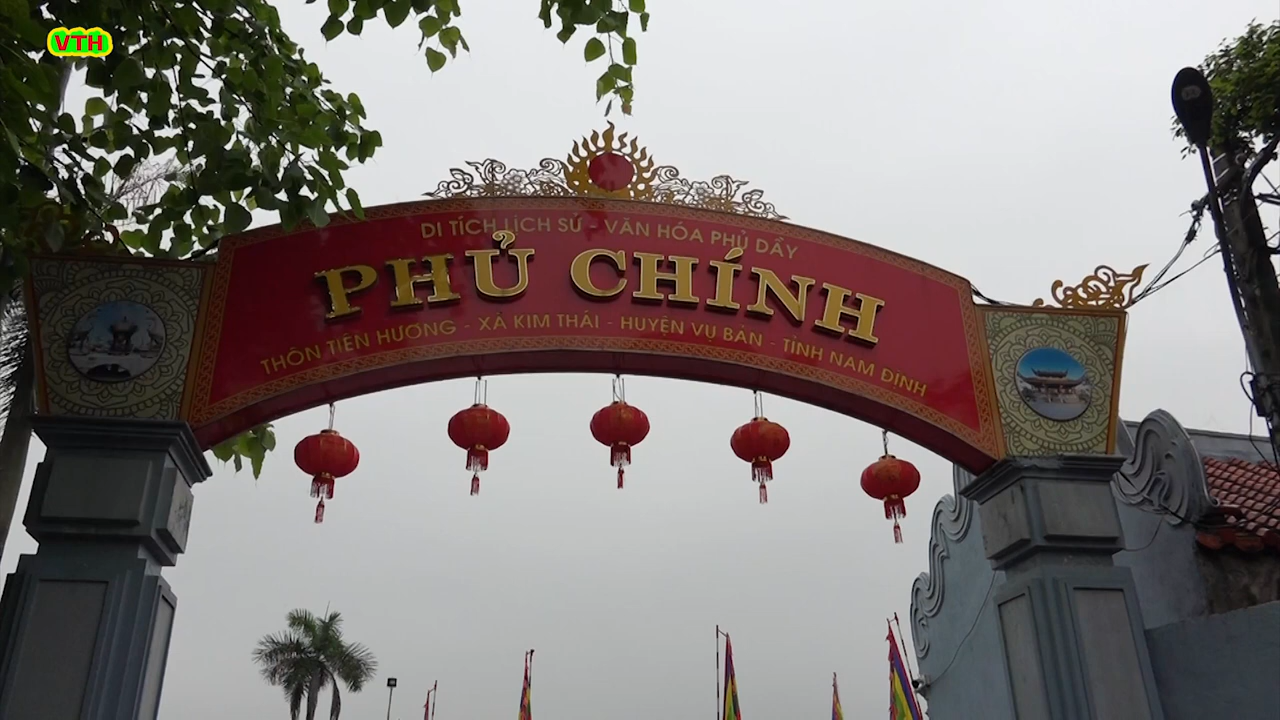 VTH
DI TÍCH LỊCH SỬ - VĂN HÓA PHỦ DẦY
PHỦ CHÍNH
THÔN TIÊN HƯƠNG - XÃ KIM THÁI - HUYỆN VỤ BẢN - TỈNH NAM ĐỊNH